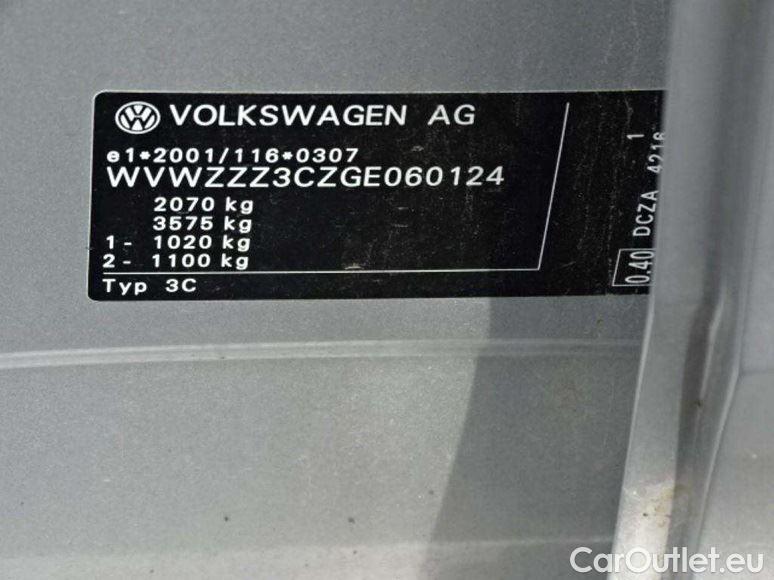 VOLKSWAGEN AG
e1*2001/116*0307
WVWZZZ3CZGE060124
2070 kg
3575 kg
1- 1020 kg
2- 1100 kg
Typ 3C
1
0.40 DCZA 4216
CarOutlet.eu